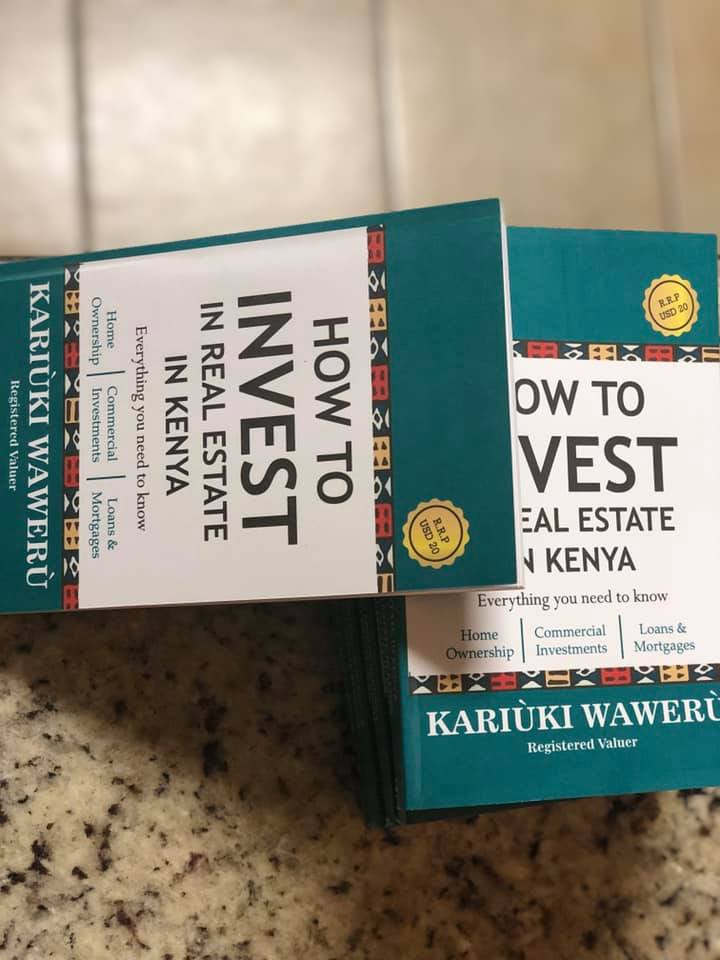 HOW TO
INVEST
IN REAL ESTATE
IN KENYA
Everything you need to know
Home Ownership
Commercial Investments
Loans & Mortgages
KARIÙKI WAWERÙ
Registered Valuer
R.R.P
USD 20
R.R.P
USD 20
OW TO
VEST
EAL ESTATE
N KENYA
Everything you need to know
Home Ownership
Commercial Investments
Loans & Mortgages
KARIÙKI WAWERÙ
Registered Valuer